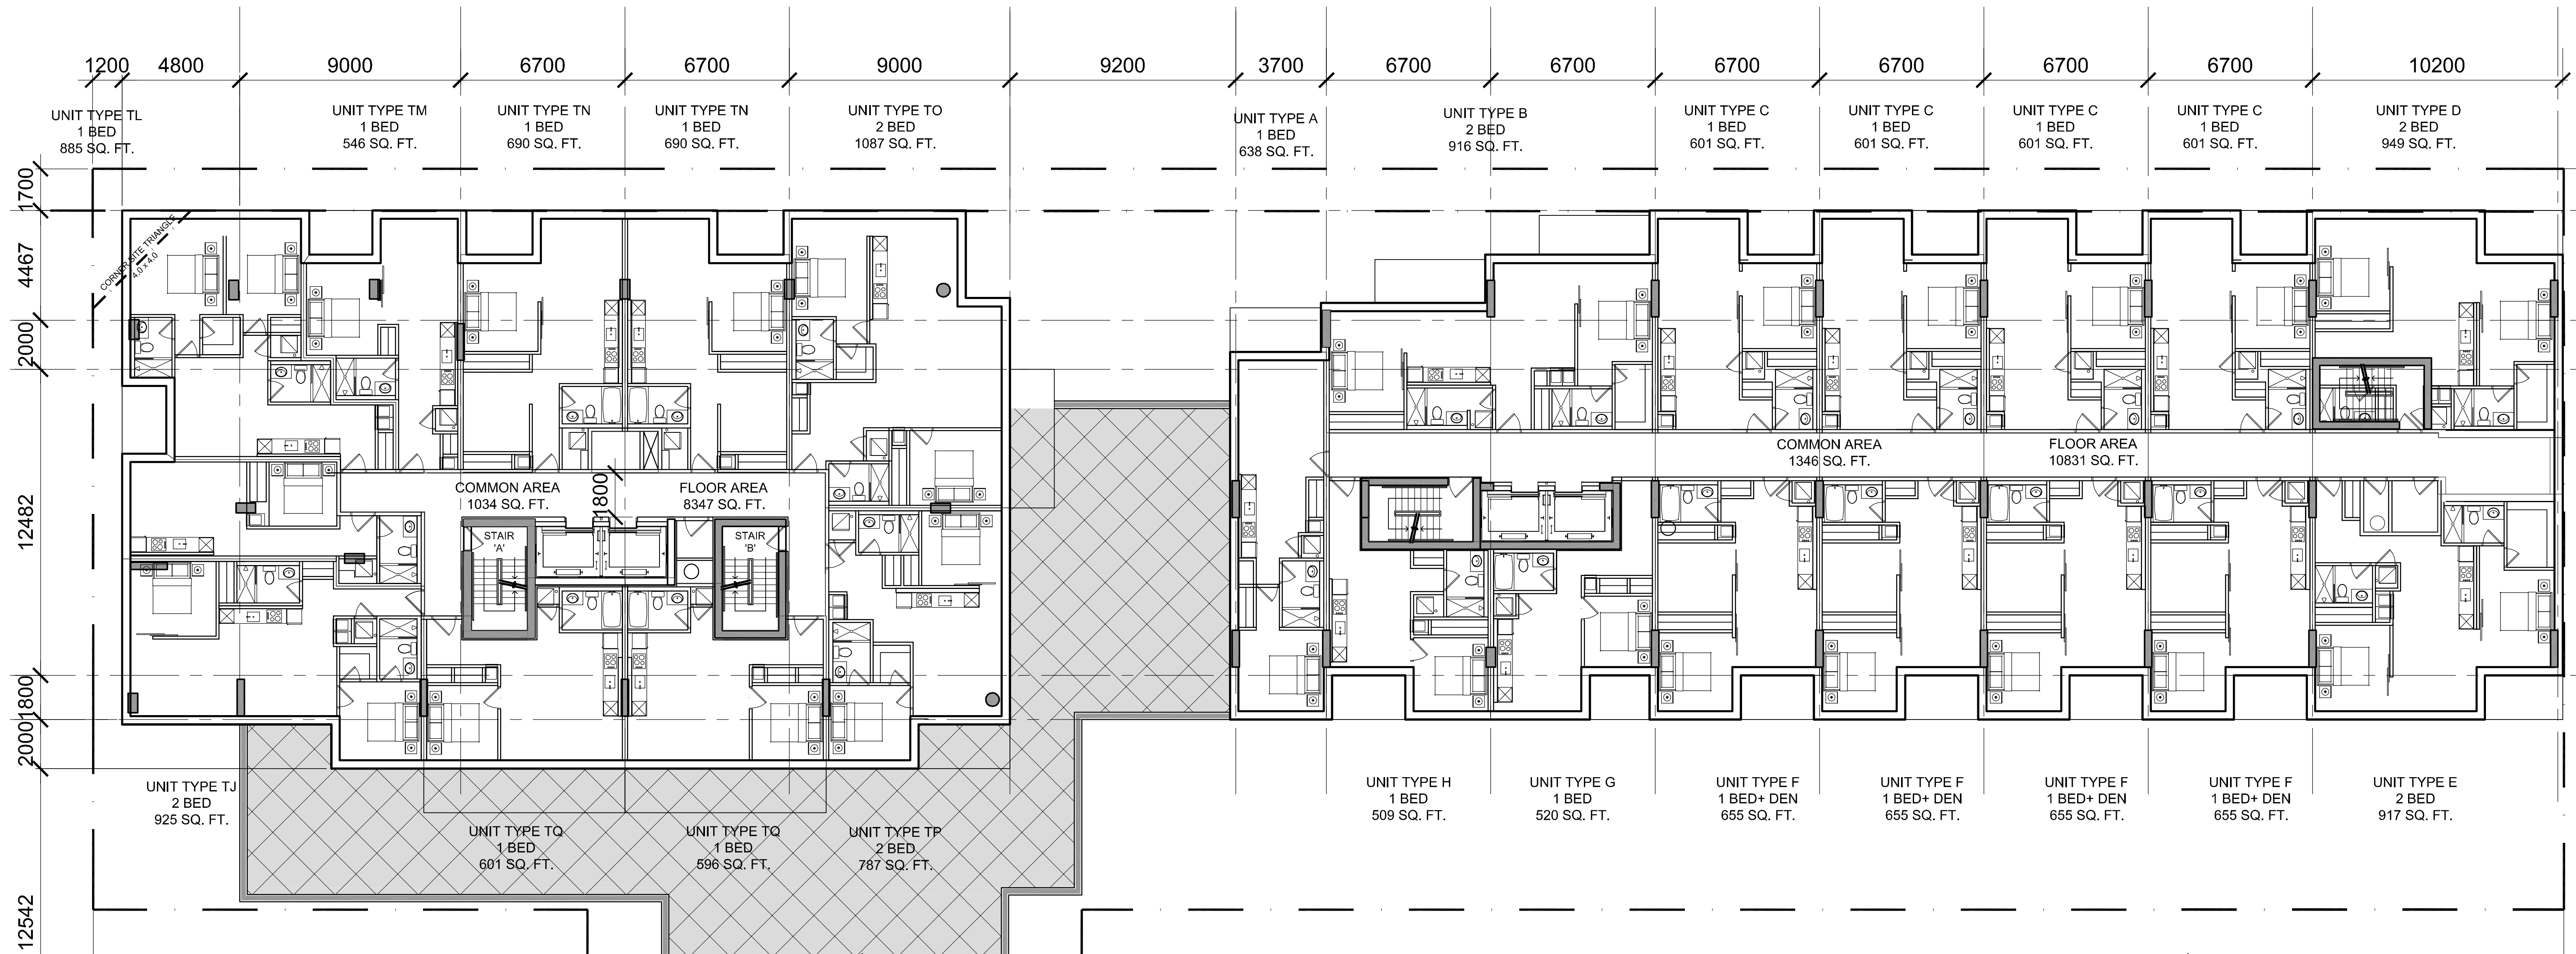 1200 4800 9000 6700 6700 9000 9200 3700 6700 6700 6700 6700 6700 6700 10200
UNIT TYPE TL
1 BED
885 SQ. FT.
UNIT TYPE TM
1 BED
546 SQ. FT.
UNIT TYPE TN
1 BED
690 SQ. FT.
UNIT TYPE TN
1 BED
690 SQ. FT.
UNIT TYPE TO
2 BED
1087 SQ. FT.
UNIT TYPE A
1 BED
638 SQ. FT.
UNIT TYPE B
2 BED
916 SQ. FT.
UNIT TYPE C
1 BED
601 SQ. FT.
UNIT TYPE C
1 BED
601 SQ. FT.
UNIT TYPE C
1 BED
601 SQ. FT.
UNIT TYPE C
1 BED
601 SQ. FT.
UNIT TYPE D
2 BED
949 SQ. FT.
1700
4467
2000
12482
1800
2000
12542
CORNER SITE TRIANGLE
4.0 x 4.0
COMMON AREA
1034 SQ. FT.
1800
FLOOR AREA
8347 SQ. FT.
STAIR
'A'
STAIR
'B'
COMMON AREA
1346 SQ. FT.
FLOOR AREA
10831 SQ. FT.
UNIT TYPE TJ
2 BED
925 SQ. FT.
UNIT TYPE TQ
1 BED
601 SQ. FT.
UNIT TYPE TQ
1 BED
596 SQ. FT.
UNIT TYPE TP
2 BED
787 SQ. FT.
UNIT TYPE H
1 BED
509 SQ. FT.
UNIT TYPE G
1 BED
520 SQ. FT.
UNIT TYPE F
1 BED+ DEN
655 SQ. FT.
UNIT TYPE F
1 BED+ DEN
655 SQ. FT.
UNIT TYPE F
1 BED+ DEN
655 SQ. FT.
UNIT TYPE F
1 BED+ DEN
655 SQ. FT.
UNIT TYPE E
2 BED
917 SQ. FT.